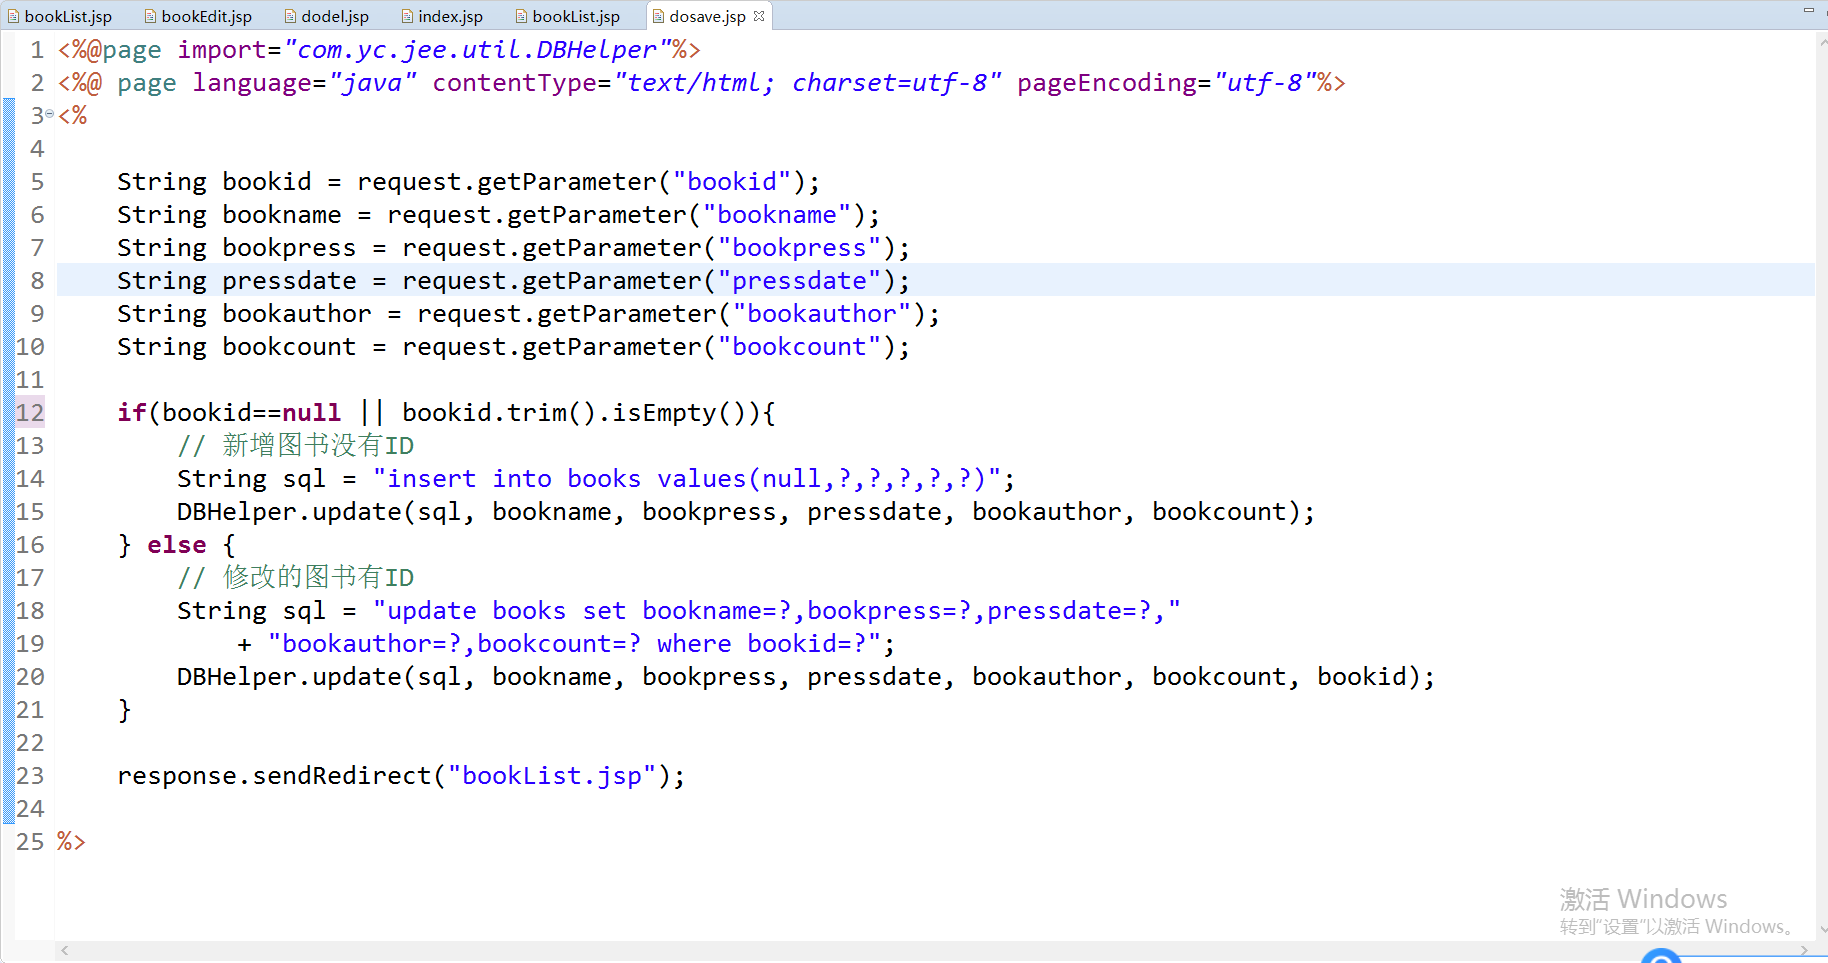 bookList.jsp bookEdit.jsp dodel.jsp index.jsp bookList.jsp dosave.jsp
1 <%@page import="com.yc.jee.util.DBHelper"%>
2 <%@ page language="java" contentType="text/html; charset=utf-8" pageEncoding="utf-8"%>
3 <%
4
5 String bookid = request.getParameter("bookid");
6 String bookname = request.getParameter("bookname");
7 String bookpress = request.getParameter("bookpress");
8 String pressdate = request.getParameter("pressdate");
9 String bookauthor = request.getParameter("bookauthor");
10 String bookcount = request.getParameter("bookcount");
11
12 if(bookid==null || bookid.trim().isEmpty()){
13 // 新增图书没有ID
14 String sql = "insert into books values(null,?,?,?,?,?)";
15 DBHelper.update(sql, bookname, bookpress, pressdate, bookauthor, bookcount);
16 } else {
17 // 修改的图书有ID
18 String sql = "update books set bookname=?,bookpress=?,pressdate=?,"
19 + "bookauthor=?,bookcount=? where bookid=?";
20 DBHelper.update(sql, bookname, bookpress, pressdate, bookauthor, bookcount, bookid);
21 }
22
23 response.sendRedirect("bookList.jsp");
24
25 %>
激活 Windows
转到"设置"以激活 Windows。